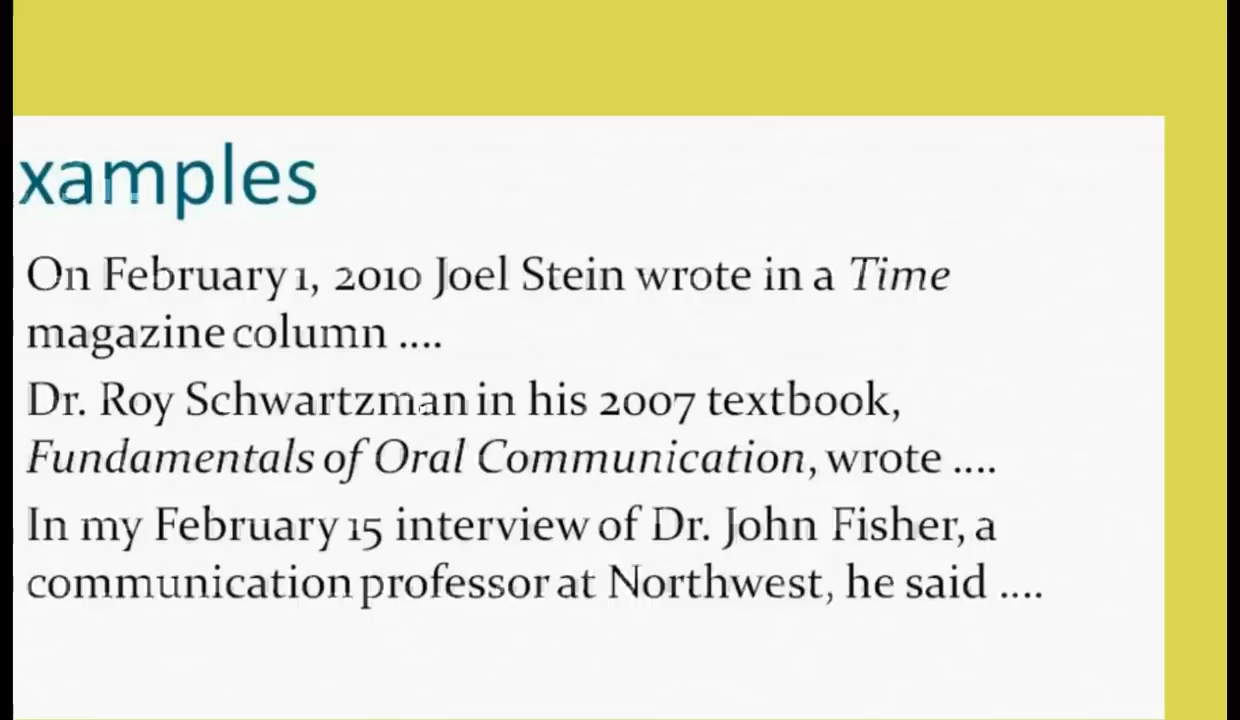 xamples
On February 1, 2010 Joel Stein wrote in a Time
magazine column ....
Dr. Roy Schwartzman in his 2007 textbook,
Fundamentals of Oral Communication, wrote ....
In my February 15 interview of Dr. John Fisher, a
communication professor at Northwest, he said ....